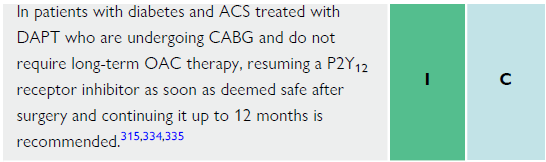 In patients with diabetes and ACS treated with
DAPT who are undergoing CABG and do not
require long-term OAC therapy, resuming a P2Y₁₂
receptor inhibitor as soon as deemed safe after
surgery and continuing it up to 12 months is
recommended.³¹⁵,³³⁴,³³⁵
I
C